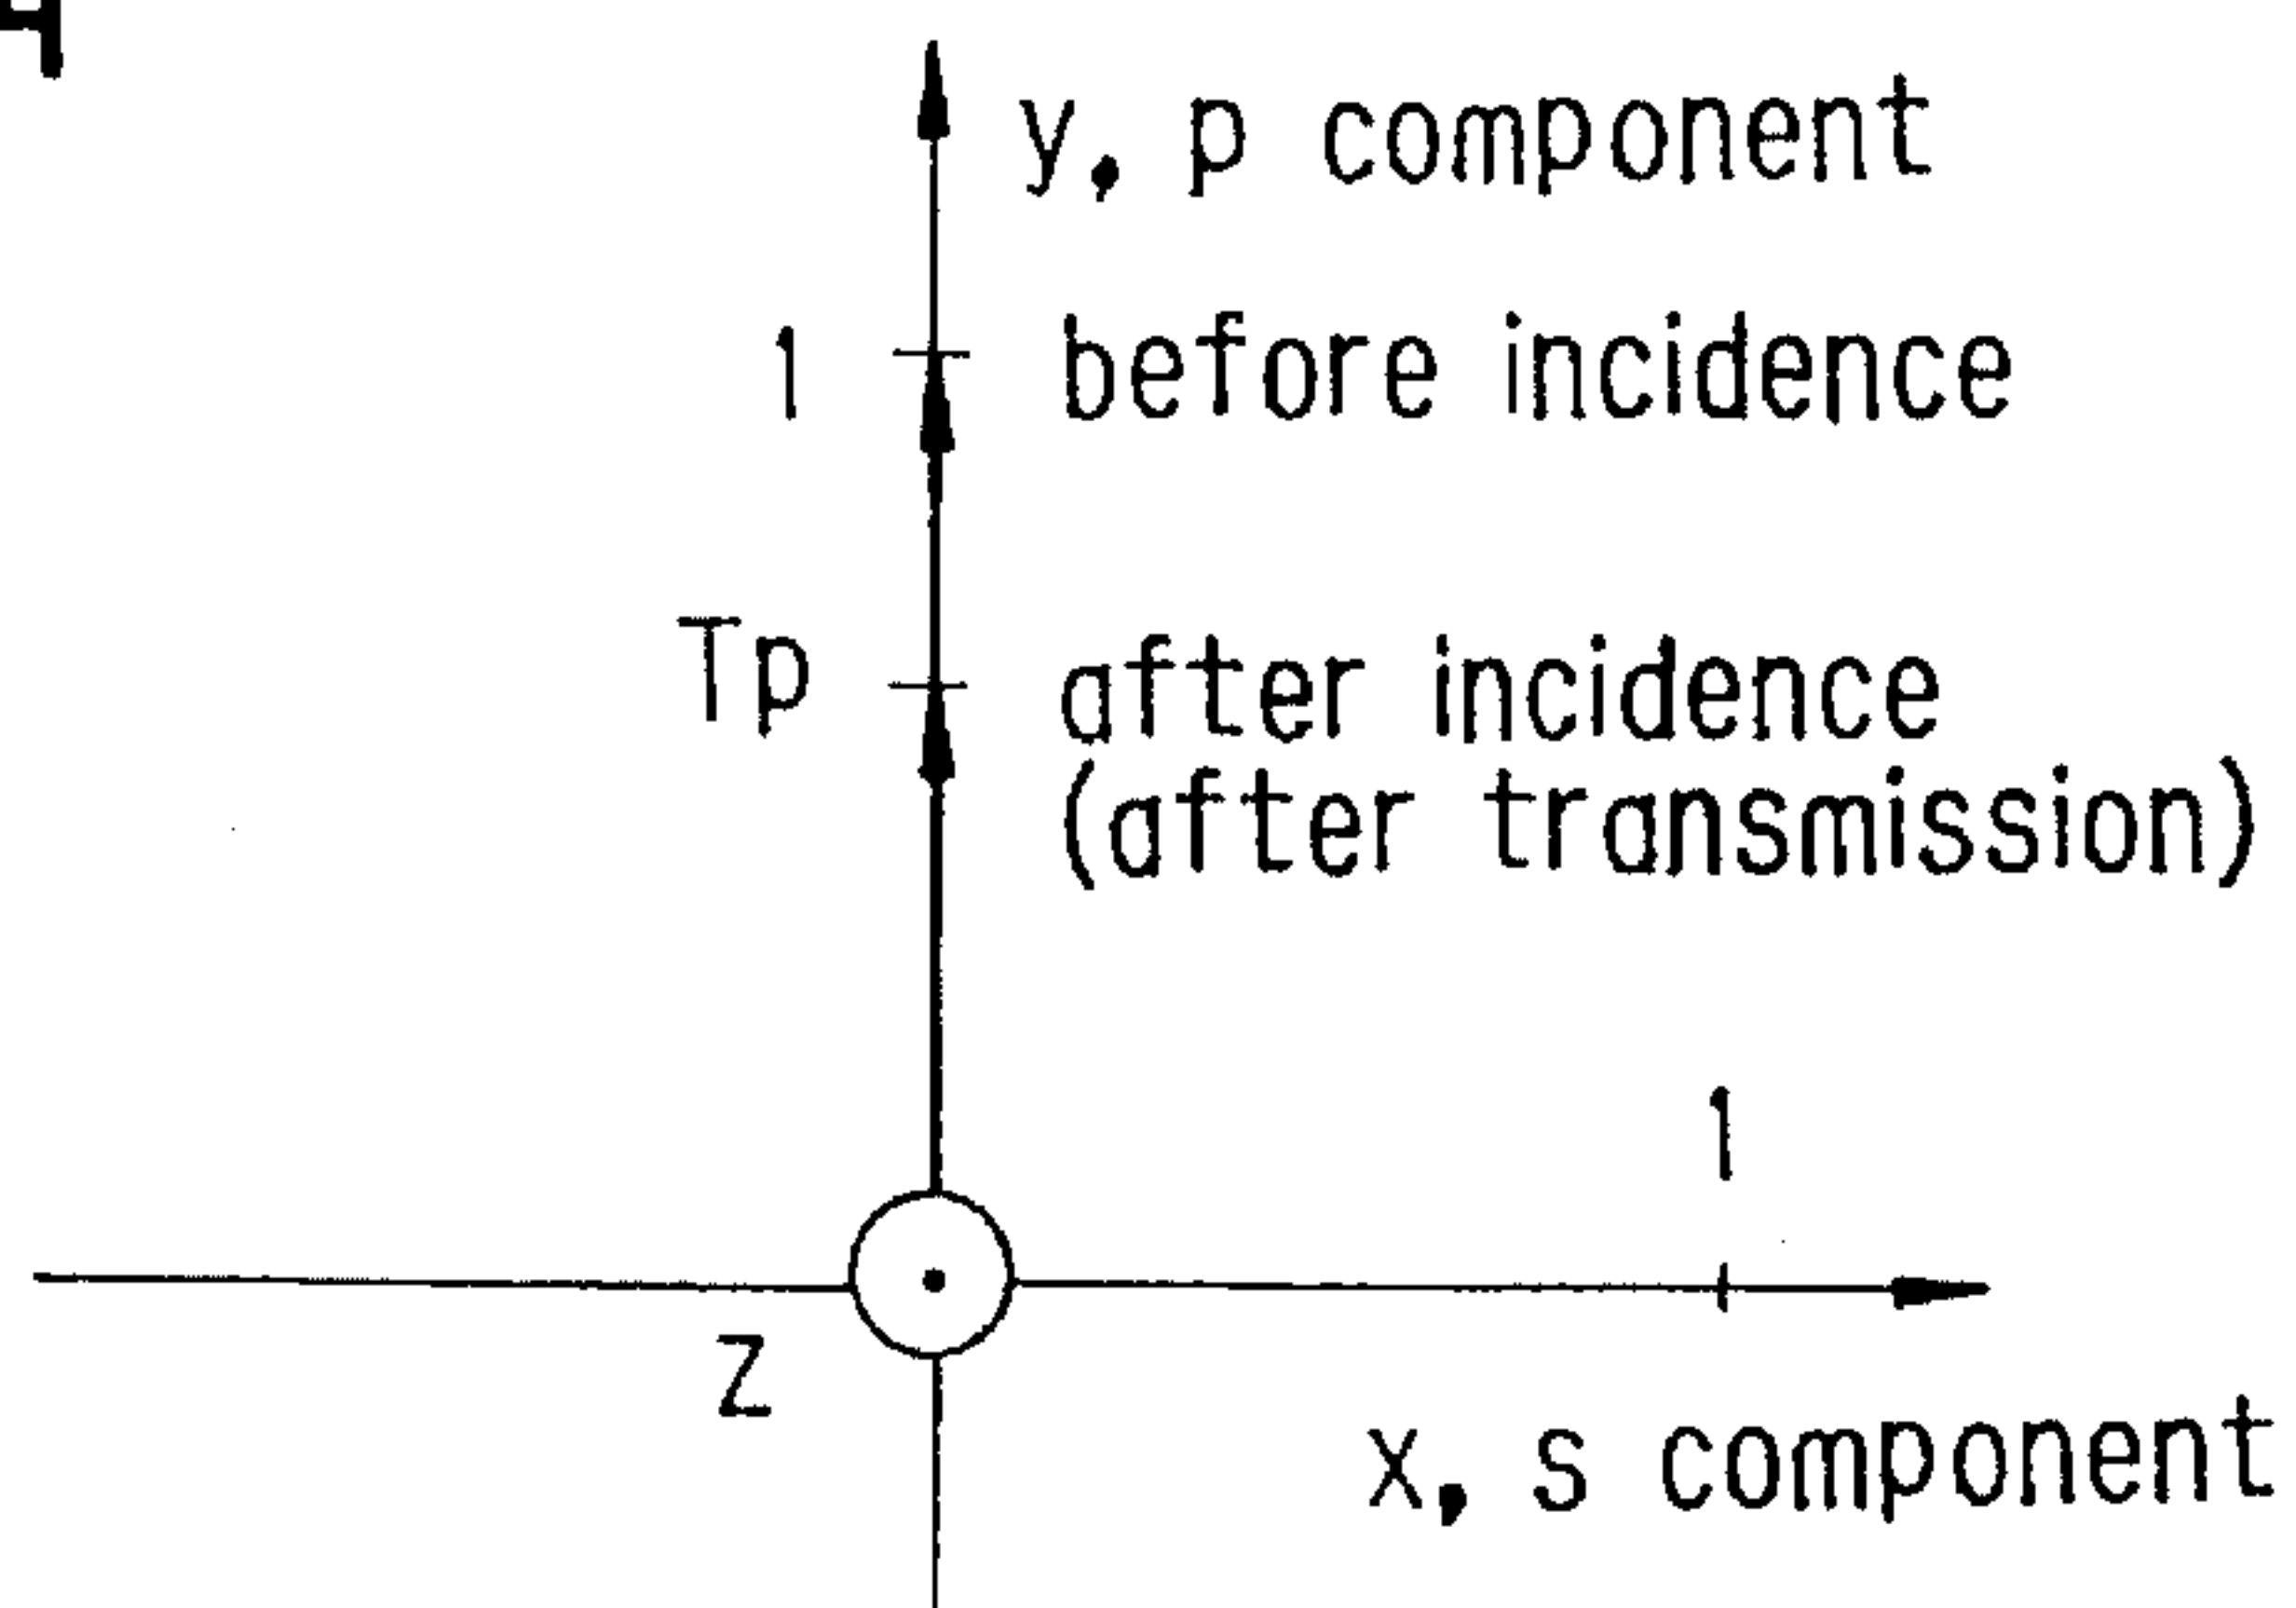 y, p component
1 before incidence
Tp after incidence
(after transmission)
1
Z
x, s component